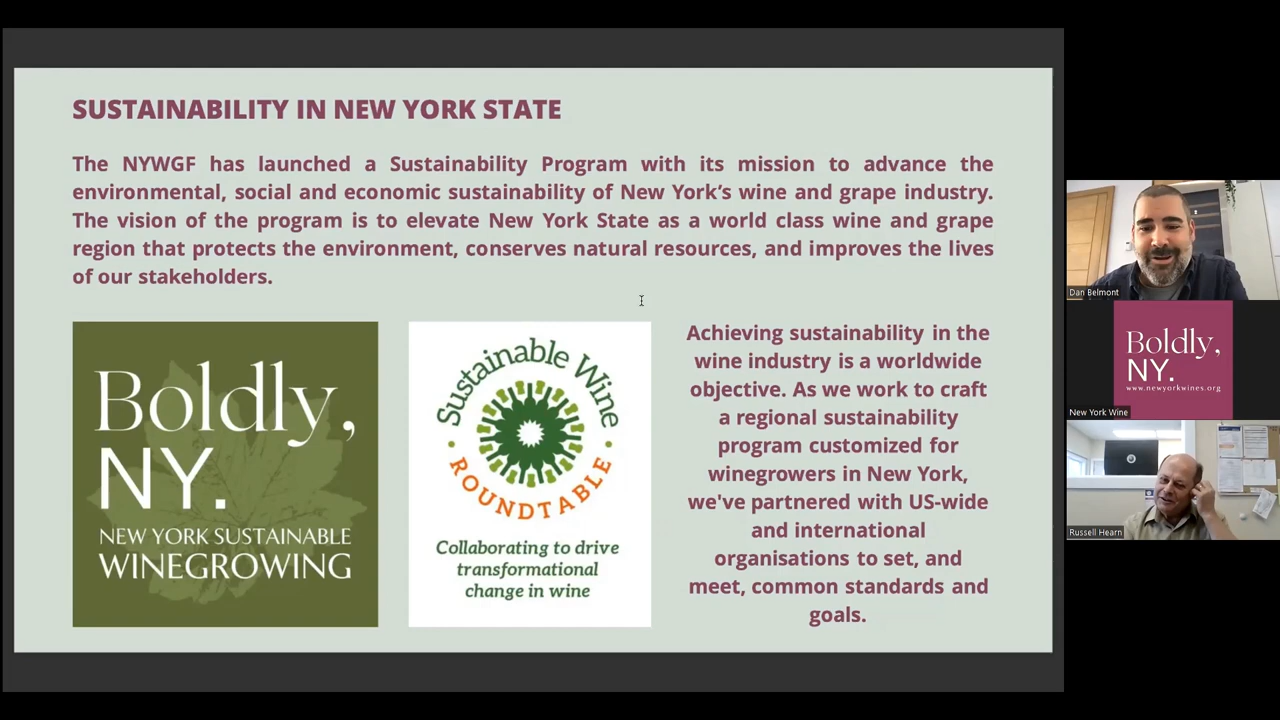 SUSTAINABILITY IN NEW YORK STATE
The NYWGF has launched a Sustainability Program with its mission to advance the
environmental, social and economic sustainability of New York’s wine and grape industry.
The vision of the program is to elevate New York State as a world class wine and grape
region that protects the environment, conserves natural resources, and improves the lives
of our stakeholders.
Boldly,
NY.
NEW YORK SUSTAINABLE
WINEGROWING
Sustainable Wine
ROUNDTABLE
Collaborating to drive
transformational
change in wine
Achieving sustainability in the
wine industry is a worldwide
objective. As we work to craft
a regional sustainability
program customized for
winegrowers in New York,
we've partnered with US-wide
and international
organisations to set, and
meet, common standards and
goals.
Dan Belmont
Boldly,
NY.
www.newyorkwines.org
New York Wine
Russell Hearn